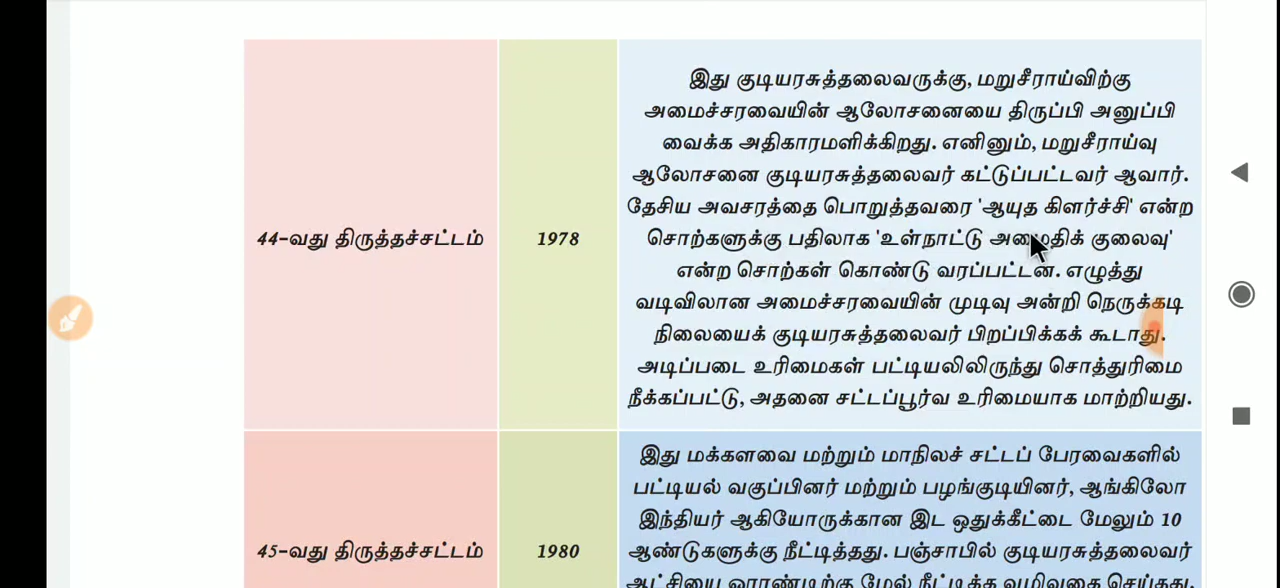 இது குடியரசுத்தலைவருக்கு, மறுசீராய்விற்கு
அமைச்சரவையின் ஆலோசனையை திருப்பி அனுப்பி
வைக்க அதிகாரமளிக்கிறது. எனினும், மறுசீராய்வு
ஆலோசனை குடியரசுத்தலைவர் கட்டுப்பட்டவர் ஆவார்.
தேசிய அவசரத்தை பொறுத்தவரை 'ஆயுத கிளர்ச்சி' என்ற
44-வது திருத்தச்சட்டம் 1978 சொற்களுக்கு பதிலாக 'உள்நாட்டு அமைதிக் குலைவு'
என்ற சொற்கள் கொண்டு வரப்பட்டன. எழுத்து
வடிவிலான அமைச்சரவையின் முடிவு அன்றி நெருக்கடி
நிலையைக் குடியரசுத்தலைவர் பிறப்பிக்கக் கூடாது.
அடிப்படை உரிமைகள் பட்டியலிலிருந்து சொத்துரிமை
நீக்கப்பட்டு, அதனை சட்டப்பூர்வ உரிமையாக மாற்றியது.
இது மக்களவை மற்றும் மாநிலச் சட்டப் பேரவைகளில்
பட்டியல் வகுப்பினர் மற்றும் பழங்குடியினர், ஆங்கிலோ
இந்தியர் ஆகியோருக்கான இட ஒதுக்கீட்டை மேலும் 10
45-வது திருத்தச்சட்டம் 1980 ஆண்டுகளுக்கு நீட்டித்தது. பஞ்சாபில் குடியரசுத்தலைவர்
ஆட்சியை ஓராண்டிற்கு மேல் நீட்டிக்க வழிவகை செய்தது.